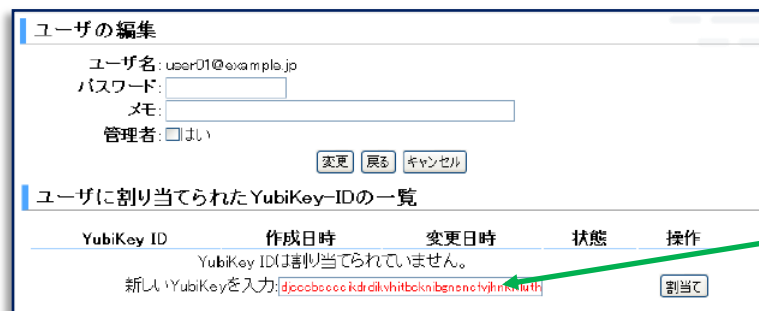 ユーザの編集
ユーザ名: user01@example.jp
パスワード:
メモ:
管理者: はい
変更 戻る キャンセル
ユーザに割り当てられたYubiKey-IDの一覧
YubiKey ID 作成日時 変更日時 状態 操作
YubiKey IDは割り当てられていません。
新しいYubiKeyを入力: 割当て